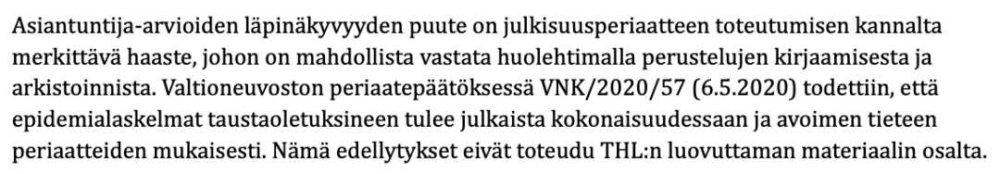 Asiantuntija-arvioiden läpinäkyvyyden puute on julkisuusperiaatteen toteutumisen kannalta
merkittävä haaste, johon on mahdollista vastata huolehtimalla perustelujen kirjaamisesta ja
arkistoinnista. Valtioneuvoston periaatepäätöksessä VNK/2020/57 (6.5.2020) todettiin, että
epidemialaskelmat taustaoletuksineen tulee julkaista kokonaisuudessaan ja avoimen tieteen
periaatteiden mukaisesti. Nämä edellytykset eivät toteudu THL:n luovuttaman materiaalin osalta.